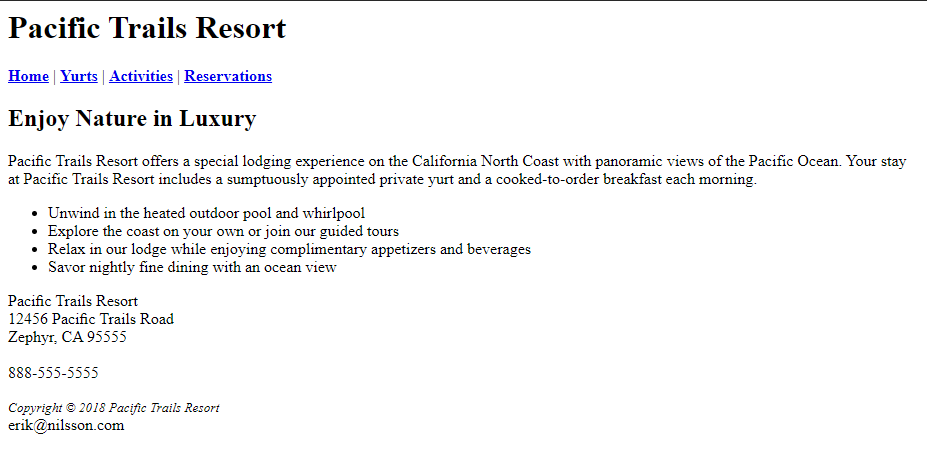 Pacific Trails Resort
Home | Yurts | Activities | Reservations
Enjoy Nature in Luxury
Pacific Trails Resort offers a special lodging experience on the California North Coast with panoramic views of the Pacific Ocean. Your stay
at Pacific Trails Resort includes a sumptuously appointed private yurt and a cooked-to-order breakfast each morning.
• Unwind in the heated outdoor pool and whirlpool
• Explore the coast on your own or join our guided tours
• Relax in our lodge while enjoying complimentary appetizers and beverages
• Savor nightly fine dining with an ocean view
Pacific Trails Resort
12456 Pacific Trails Road
Zephyr, CA 95555
888-555-5555
Copyright © 2018 Pacific Trails Resort
erik@nilsson.com